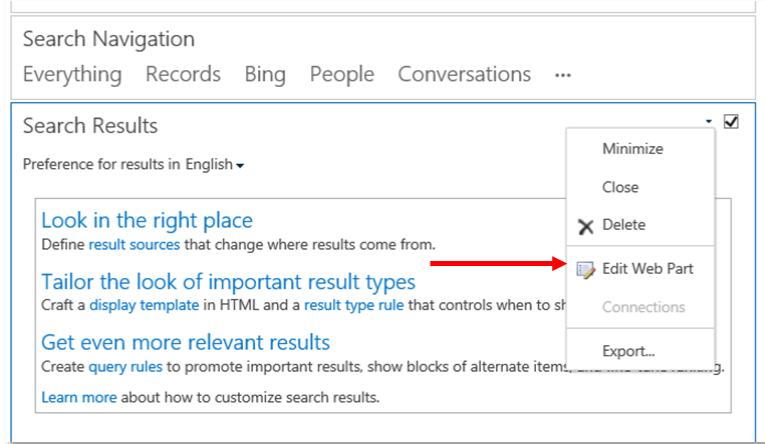 Search Navigation
Everything Records Bing People Conversations ...
Search Results
Preference for results in English
Minimize
Close
Delete
Edit Web Part
Connections
Export...
Look in the right place
Define result sources that change where results come from.
Tailor the look of important result types
Craft a display template in HTML and a result type rule that controls when to
Get even more relevant results
Create query rules to promote important results, show blocks of alternate items,
Learn more about how to customize search results.